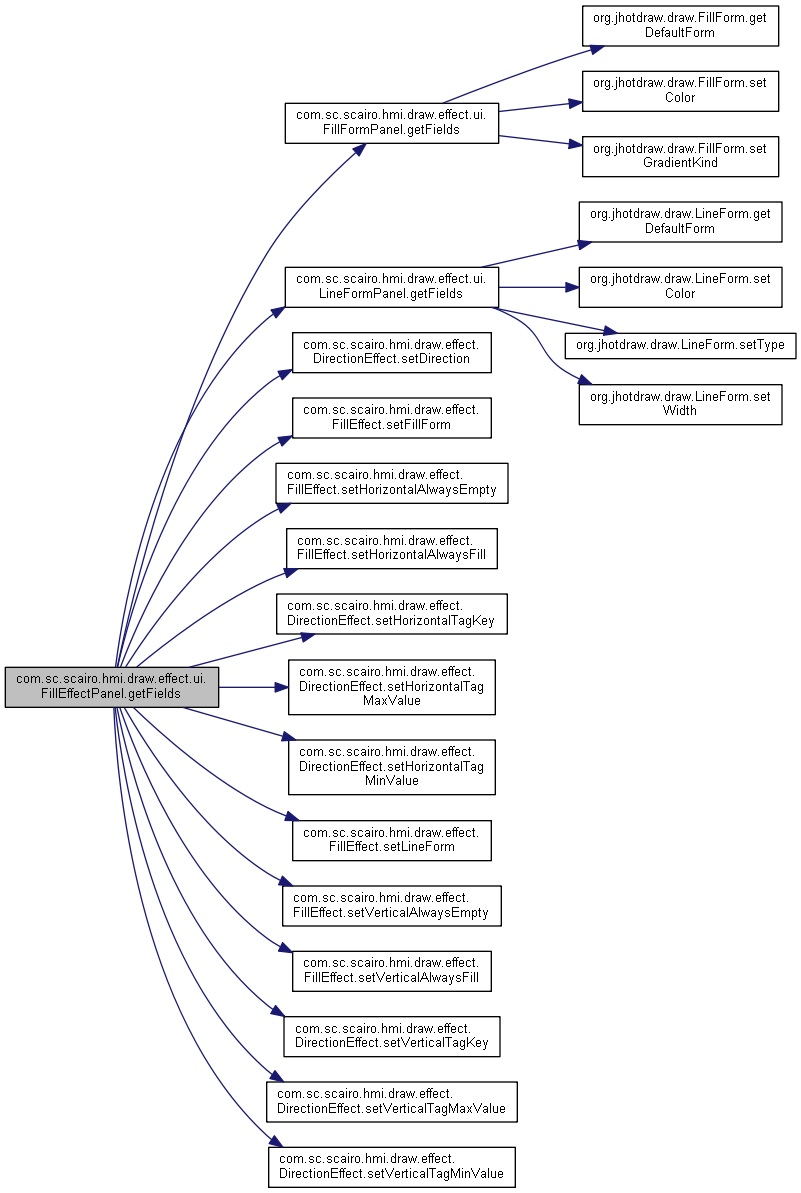 com.sc.scairo.hmi.draw.effect.ui.
FillEffectPanel.getFields
com.sc.scairo.hmi.draw.effect.ui.
FillFormPanel.getFields
org.jhotdraw.draw.FillForm.get
DefaultForm
org.jhotdraw.draw.FillForm.set
Color
org.jhotdraw.draw.FillForm.set
GradientKind
com.sc.scairo.hmi.draw.effect.ui.
LineFormPanel.getFields
org.jhotdraw.draw.LineForm.get
DefaultForm
org.jhotdraw.draw.LineForm.set
Color
org.jhotdraw.draw.LineForm.setType
org.jhotdraw.draw.LineForm.set
Width
com.sc.scairo.hmi.draw.effect.
DirectionEffect.setDirection
com.sc.scairo.hmi.draw.effect.
FillEffect.setFillForm
com.sc.scairo.hmi.draw.effect.
FillEffect.setHorizontalAlwaysEmpty
com.sc.scairo.hmi.draw.effect.
FillEffect.setHorizontalAlwaysFill
com.sc.scairo.hmi.draw.effect.
DirectionEffect.setHorizontalTagKey
com.sc.scairo.hmi.draw.effect.
DirectionEffect.setHorizontalTag
MaxValue
com.sc.scairo.hmi.draw.effect.
DirectionEffect.setHorizontalTag
MinValue
com.sc.scairo.hmi.draw.effect.
FillEffect.setLineForm
com.sc.scairo.hmi.draw.effect.
FillEffect.setVerticalAlwaysEmpty
com.sc.scairo.hmi.draw.effect.
FillEffect.setVerticalAlwaysFill
com.sc.scairo.hmi.draw.effect.
DirectionEffect.setVerticalTagKey
com.sc.scairo.hmi.draw.effect.
DirectionEffect.setVerticalTagMaxValue
com.sc.scairo.hmi.draw.effect.
DirectionEffect.setVerticalTagMinValue